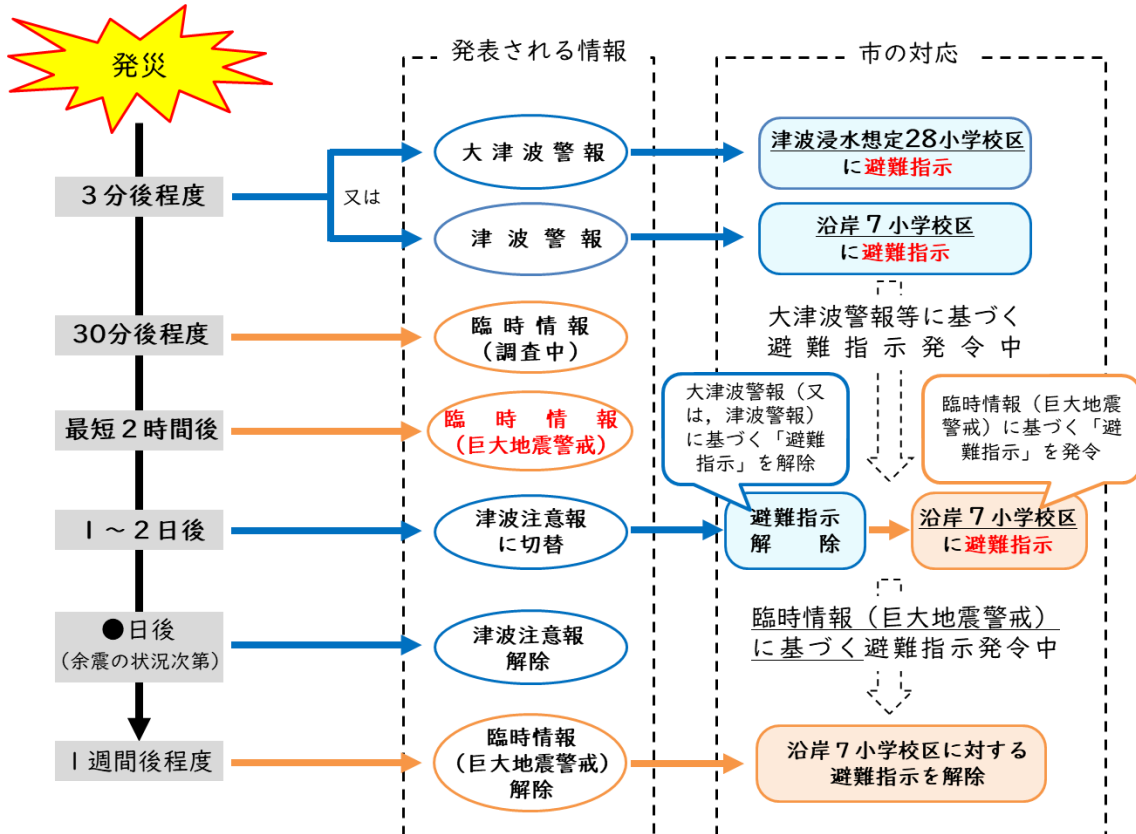 発災
発表される情報
市の対応
3分後程度
又は
大津波警報
津波浸水想定28小学校区
に避難指示
津波警報
沿岸7小学校区
に避難指示
30分後程度
臨時情報
(調査中)
大津波警報等に基づく
避難指示発令中
最短2時間後
臨時情報
(巨大地震警戒)
大津波警報(又
は,津波警報)
に基づく「避難
指示」を解除
臨時情報(巨大地震
警戒)に基づく「避
難指示」を発令
1～2日後
津波注意報
に切替
避難指示
解除
沿岸7小学校区
に避難指示
●日後
(余震の状況次第)
津波注意報
解除
臨時情報(巨大地震警戒)
に基づく避難指示発令中
1週間後程度
臨時情報
(巨大地震警戒)
解除
沿岸7小学校区に対する
避難指示を解除